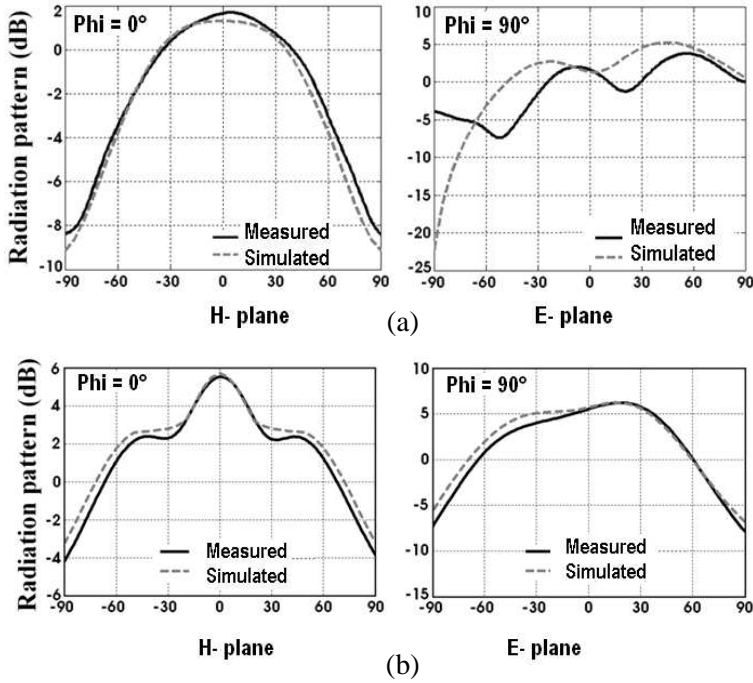 Radiation pattern (dB)
4
2
0
-2
-4
-6
-8
-10
Phi = 0°
Measured
Simulated
-90 -60 -30 0 30 60 90
H- plane
10
5
0
-5
-10
-15
-20
-25
Phi = 90°
Measured
Simulated
-90 -60 -30 0 30 60 90
E- plane
(a)
Radiation pattern (dB)
6
4
2
0
-2
-4
-6
Phi = 0°
Measured
Simulated
-90 -60 -30 0 30 60 90
H- plane
10
5
0
-5
-10
-15
Phi = 90°
Measured
Simulated
-90 -60 -30 0 30 60 90
E- plane
(b)